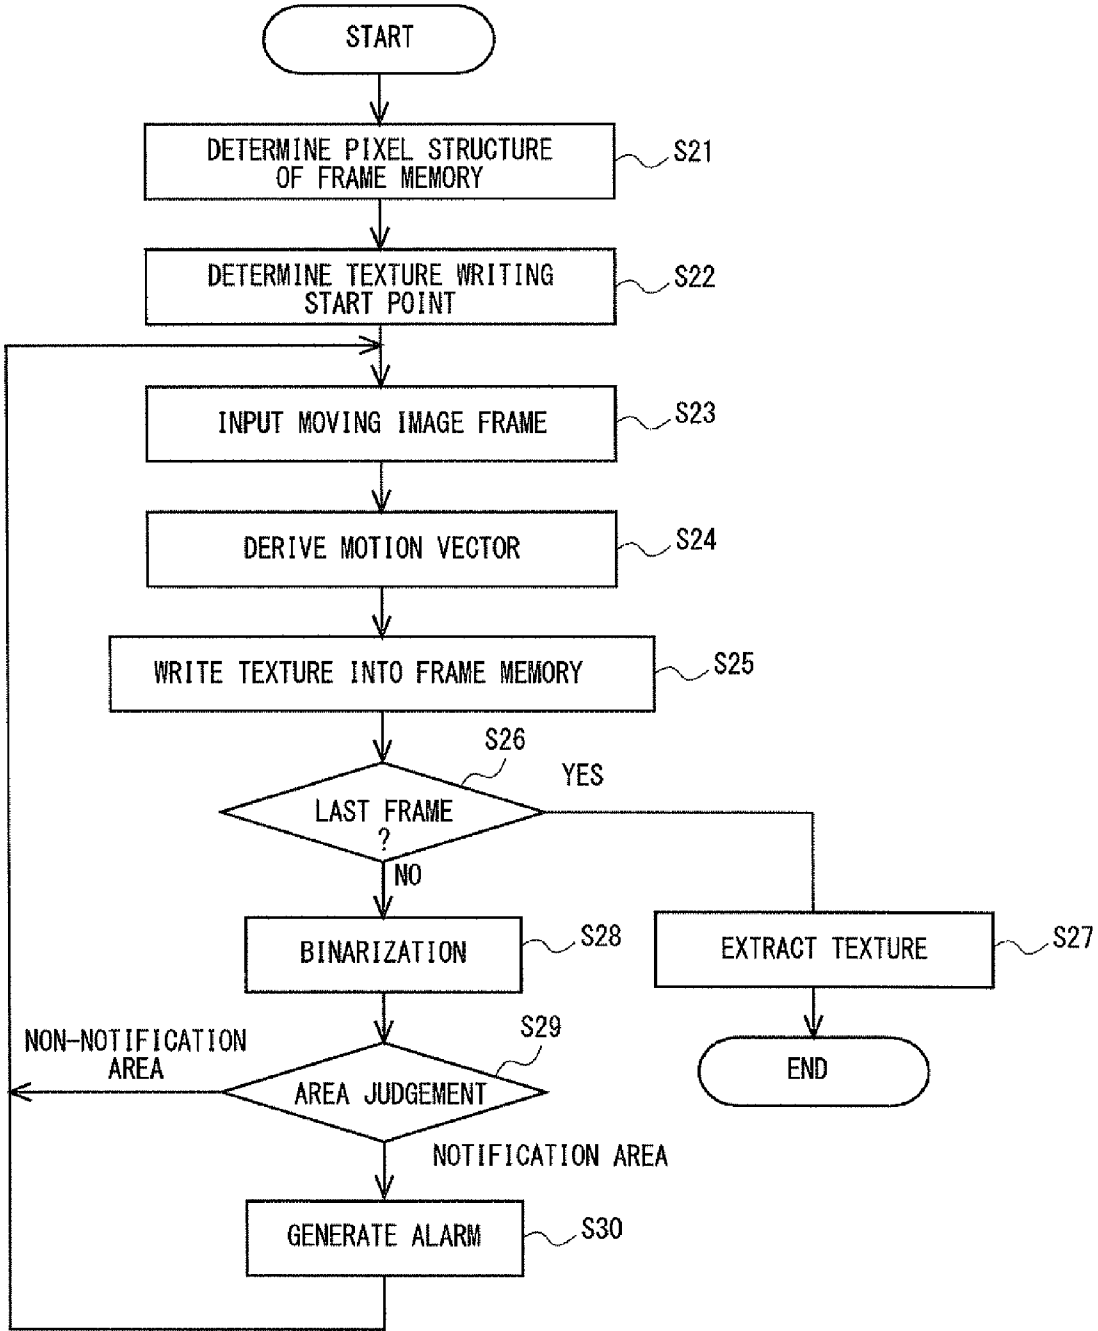 START
DETERMINE PIXEL STRUCTURE
OF FRAME MEMORY
S21
DETERMINE TEXTURE WRITING
START POINT
S22
INPUT MOVING IMAGE FRAME
S23
DERIVE MOTION VECTOR
S24
WRITE TEXTURE INTO FRAME MEMORY
S25
S26
LAST FRAME
?
YES
NO
BINARIZATION
S28
EXTRACT TEXTURE
S27
END
S29
NON-NOTIFICATION
AREA
AREA JUDGEMENT
NOTIFICATION AREA
GENERATE ALARM
S30